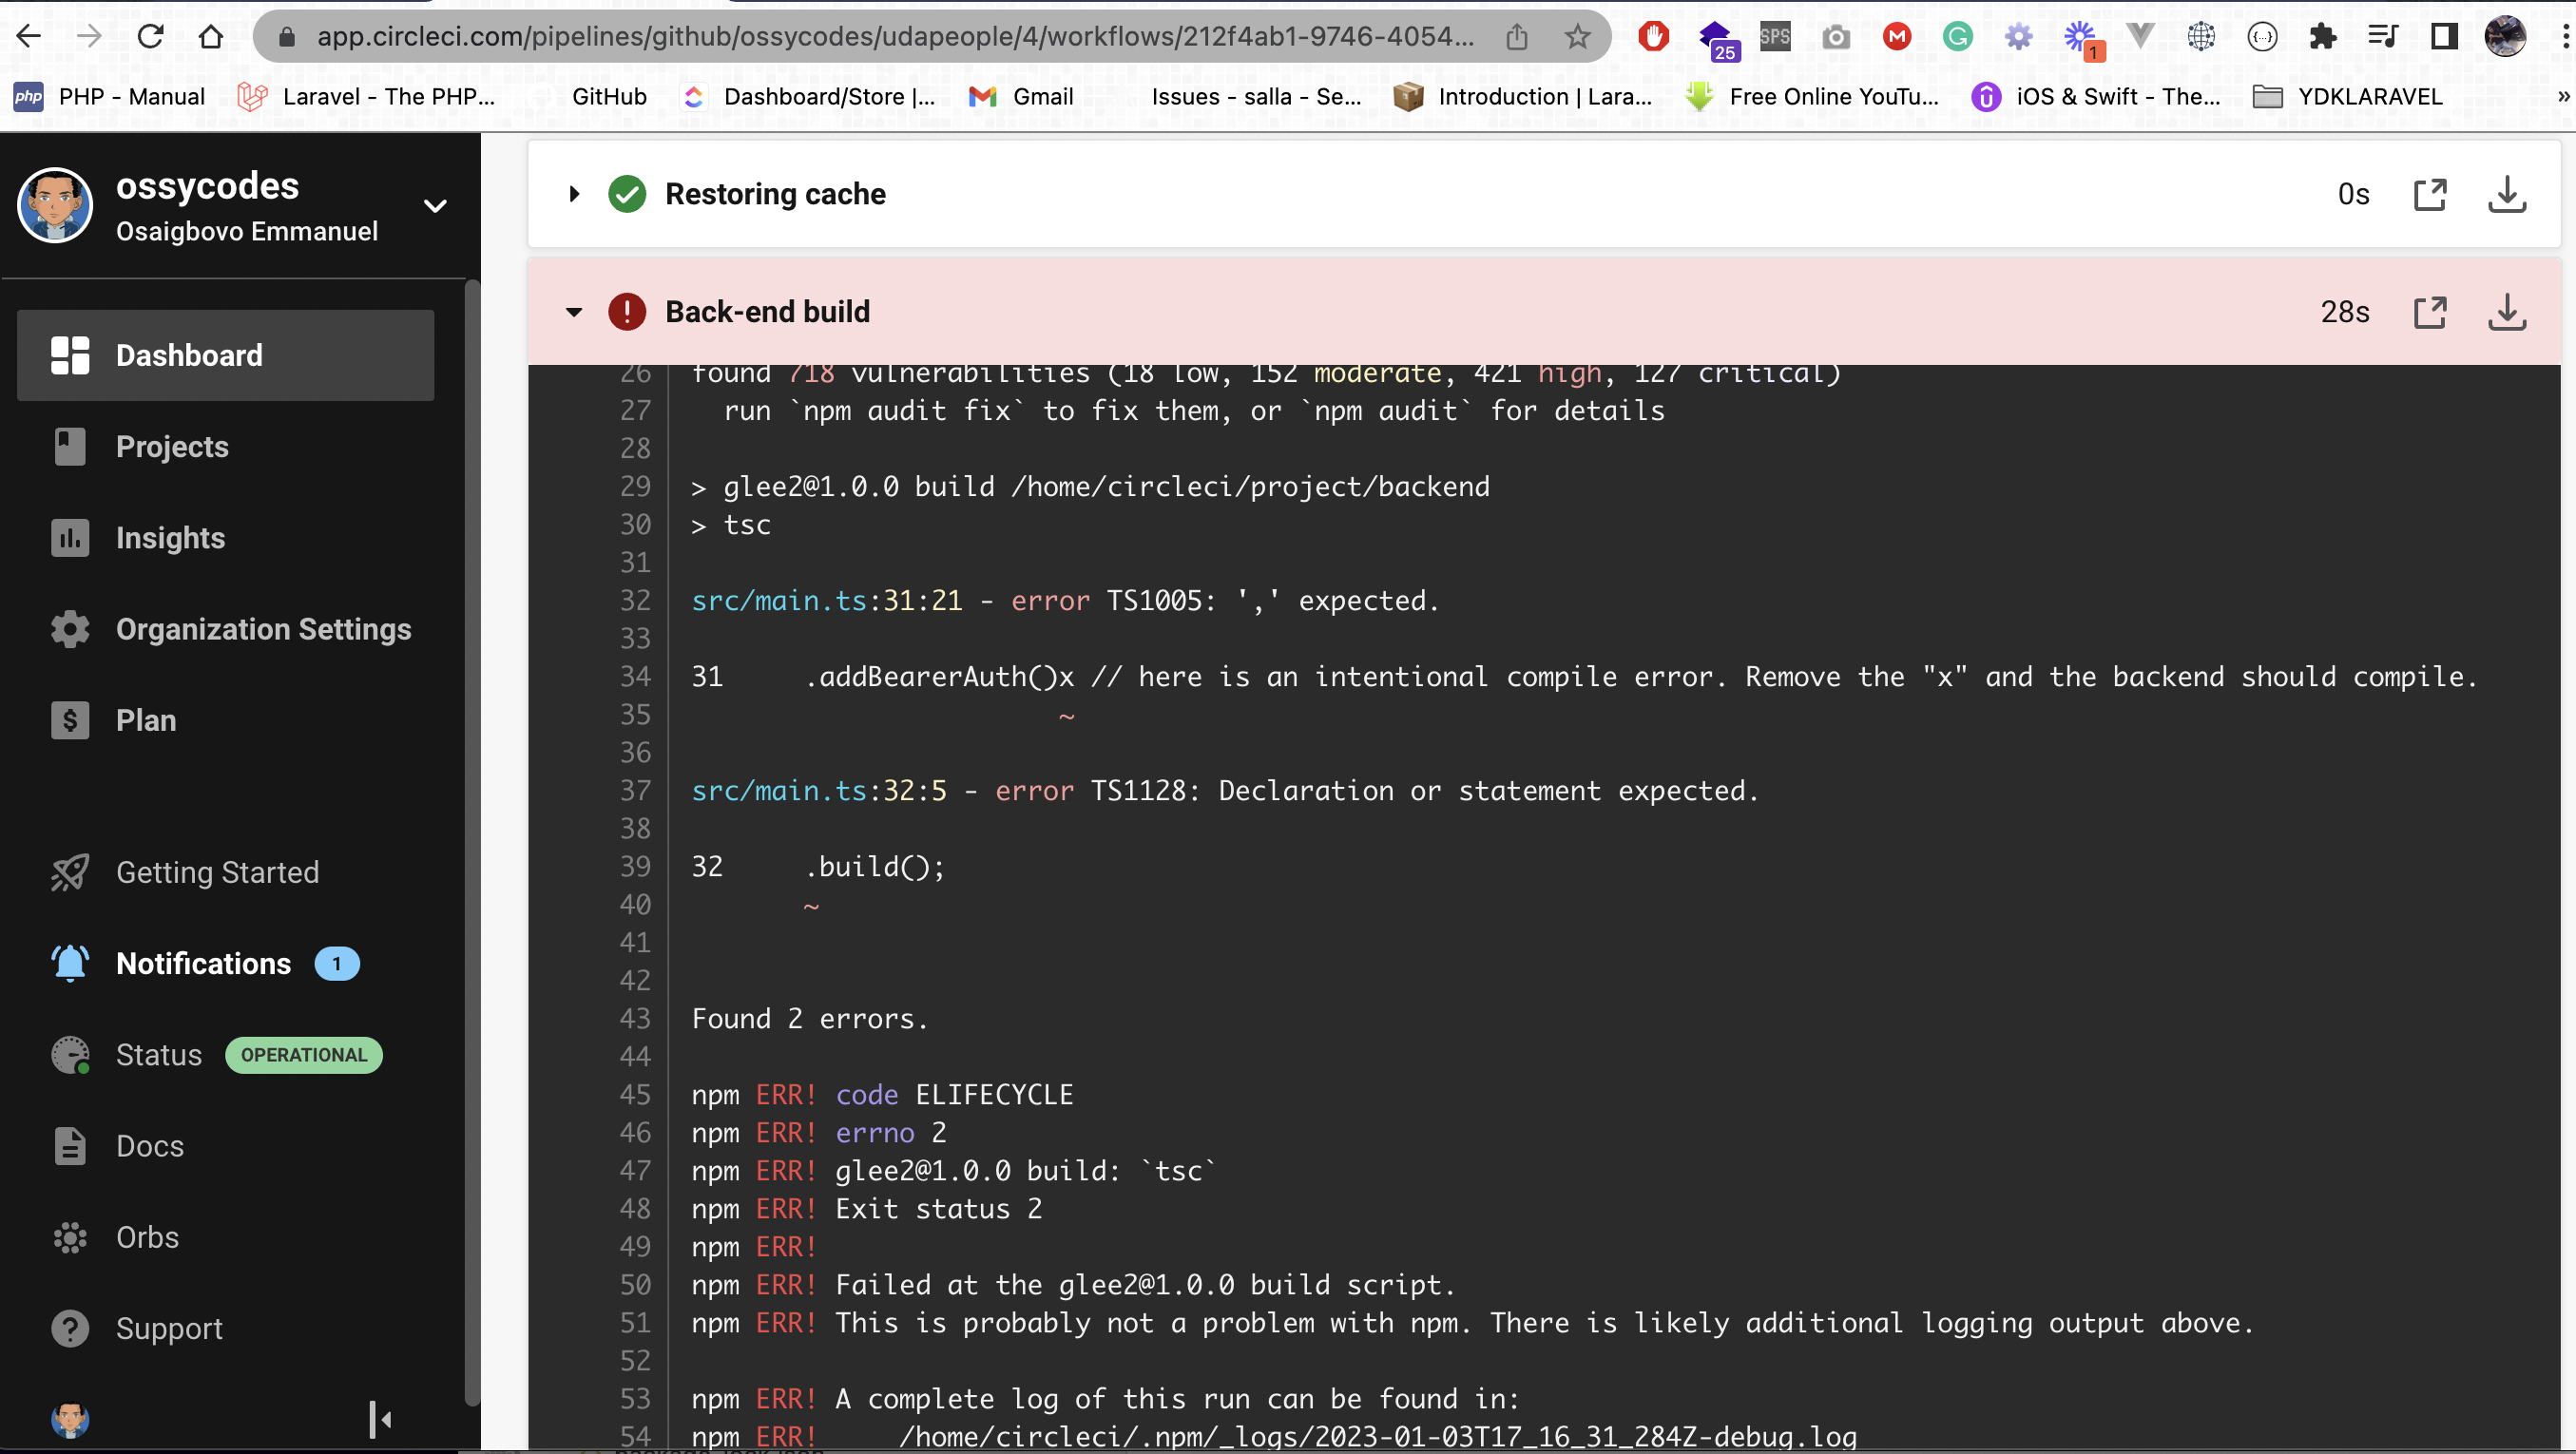 app.circleci.com/pipelines/github/ossycodes/udapeople/4/workflows/212f4ab1-9746-4054...
25
SPS
1
php PHP - Manual
Laravel - The PHP...
GitHub
Dashboard/Store |...
Gmail
Issues - salla - Se...
Introduction | Lara...
Free Online YouTu...
iOS & Swift - The...
YDKLARAVEL
»
ossycodes
Osaigbovo Emmanuel
Dashboard
Projects
Insights
Organization Settings
Plan
Getting Started
Notifications 1
Status OPERATIONAL
Docs
Orbs
Support
Restoring cache 0s
Back-end build 28s
26 found 718 vulnerabilities (18 low, 152 moderate, 421 high, 127 critical)
27 run `npm audit fix` to fix them, or `npm audit` for details
28
29 > glee2@1.0.0 build /home/circleci/project/backend
30 > tsc
31
32 src/main.ts:31:21 - error TS1005: ',' expected.
33
34 31 .addBearerAuth()x // here is an intentional compile error. Remove the "x" and the backend should compile.
35 ~
36
37 src/main.ts:32:5 - error TS1128: Declaration or statement expected.
38
39 32 .build();
40 ~
41
42
43 Found 2 errors.
44
45 npm ERR! code ELIFECYCLE
46 npm ERR! errno 2
47 npm ERR! glee2@1.0.0 build: `tsc`
48 npm ERR! Exit status 2
49 npm ERR!
50 npm ERR! Failed at the glee2@1.0.0 build script.
51 npm ERR! This is probably not a problem with npm. There is likely additional logging output above.
52
53 npm ERR! A complete log of this run can be found in:
54 npm ERR! /home/circleci/.npm/_logs/2023-01-03T17_16_31_284Z-debug.log